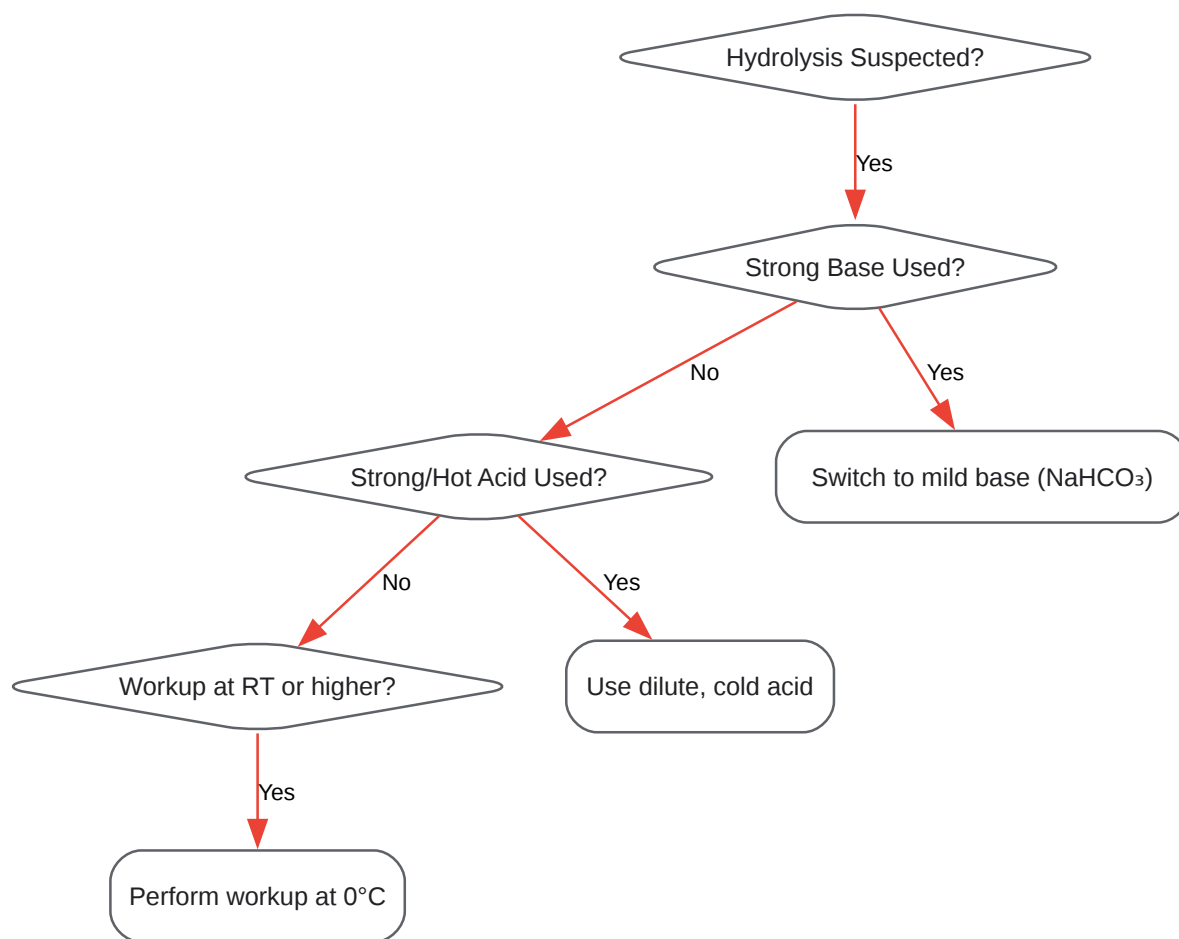 Hydrolysis Suspected?
Yes
Strong Base Used?
No
Yes
Strong/Hot Acid Used?
Switch to mild base (NaHCO₃)
No
Yes
Workup at RT or higher?
Use dilute, cold acid
Yes
Perform workup at 0°C